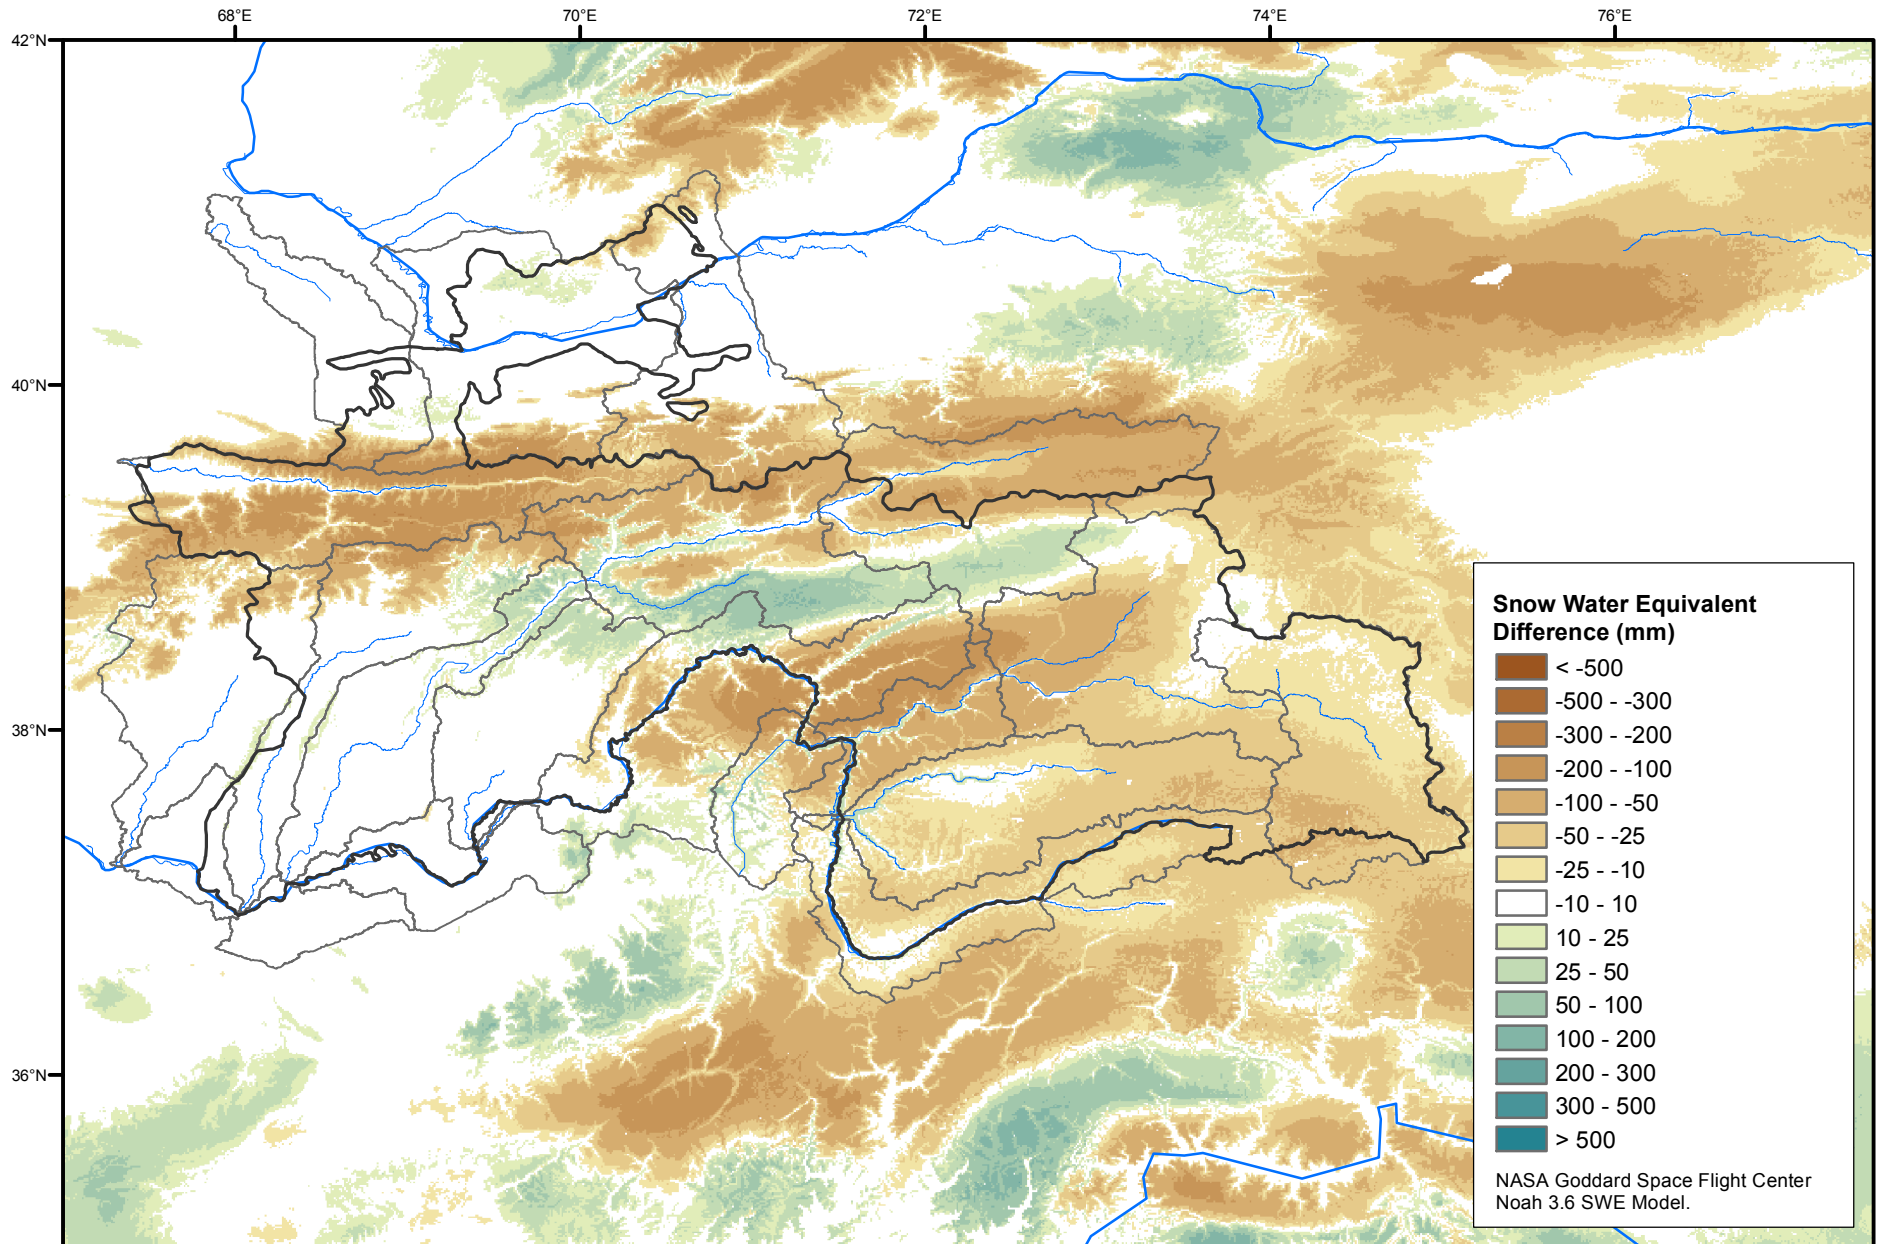 68°E
70°E
72°E
74°E
76°E
42°N
40°N
38°N
36°N
Snow Water Equivalent
Difference (mm)
< -500
-500 - -300
-300 - -200
-200 - -100
-100 - -50
-50 - -25
-25 - -10
-10 - 10
10 - 25
25 - 50
50 - 100
100 - 200
200 - 300
300 - 500
> 500
NASA Goddard Space Flight Center
Noah 3.6 SWE Model.